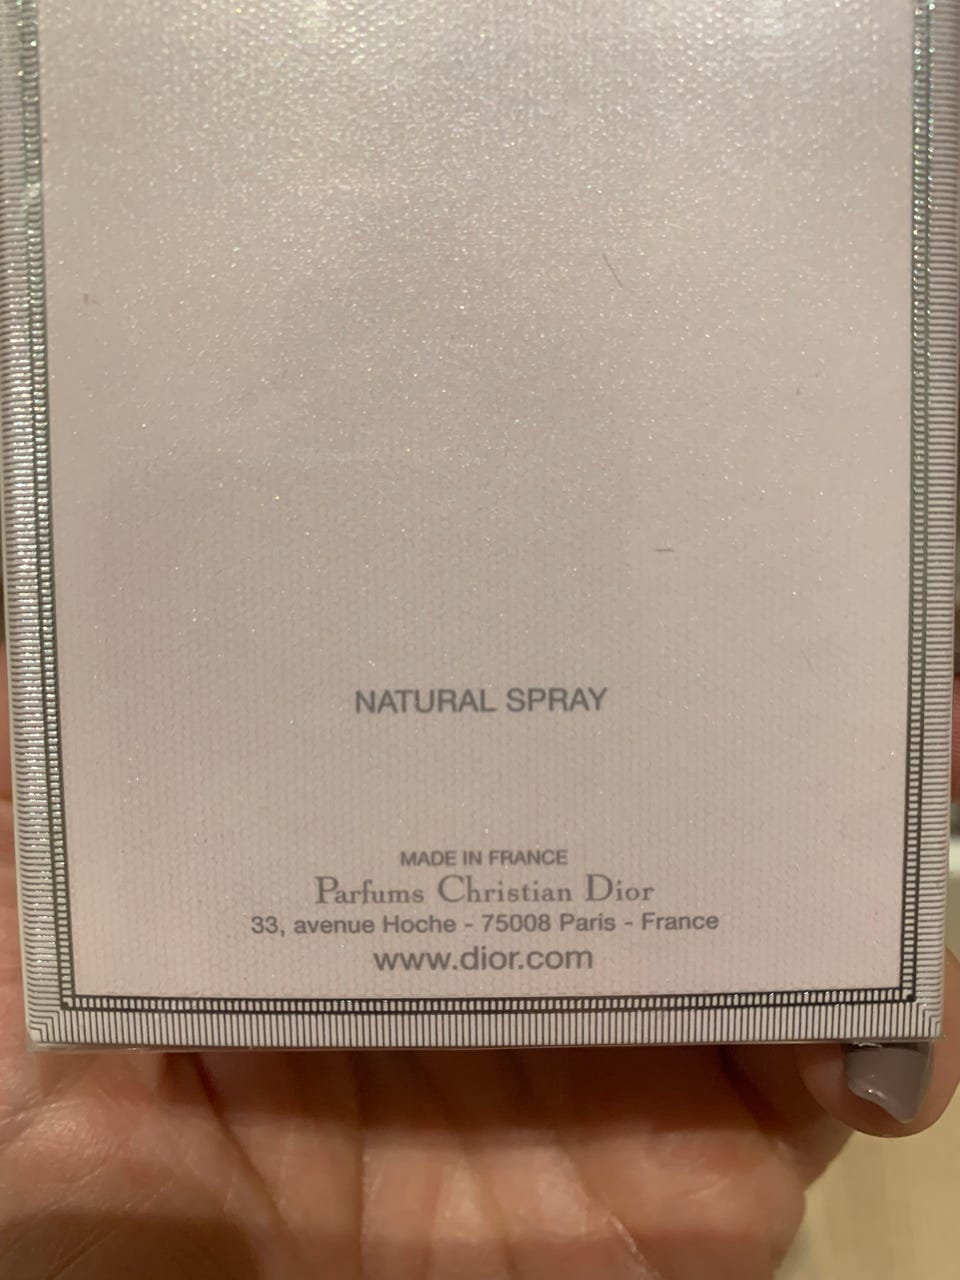 NATURAL SPRAY
MADE IN FRANCE
Parfums Christian Dior
33, avenue Hoche - 75008 Paris - France
www.dior.com